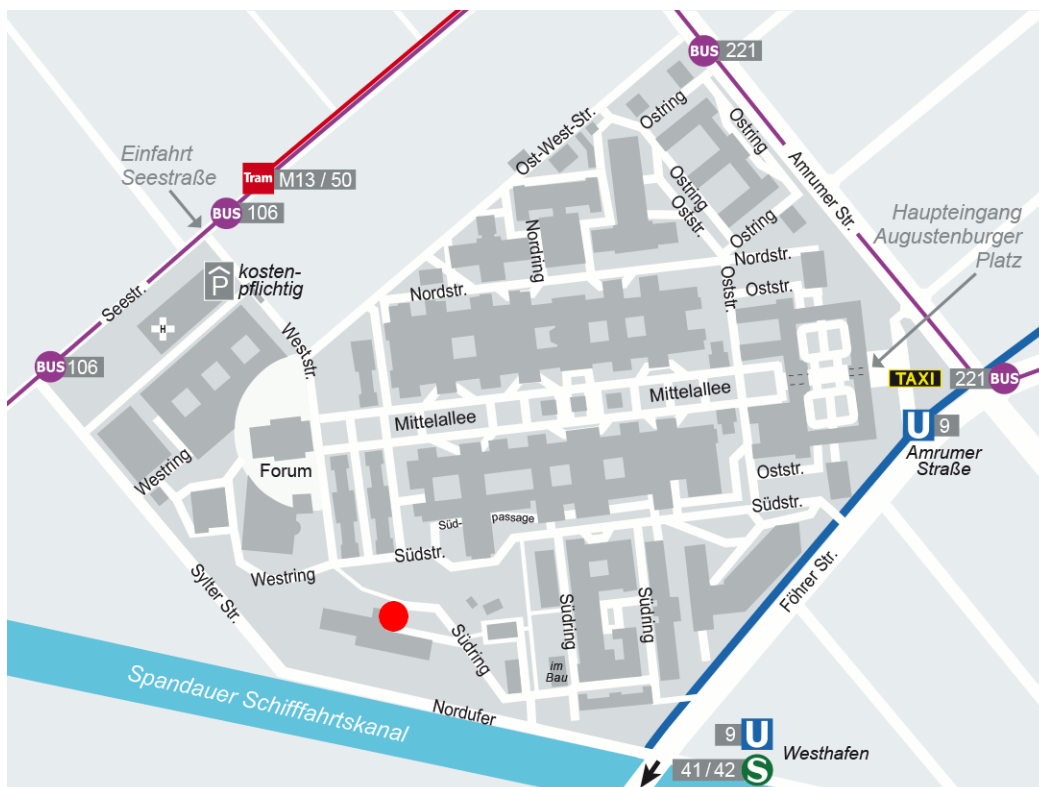 BUS 221
Ostring
Ostring
Ost-West-Str.
Einfahrt
Seestraße
Tram M13 / 50
Amrumer Str.
BUS 106
Ostring
Oststr.
Haupteingang
Augustenburger
Platz
Nordring
Ostring
kosten-
pflichtig
P
Nordstr.
Nordstr.
Oststr.
Oststr.
Seestr.
H
Weststr.
BUS 106
TAXI
221 BUS
Mittelallee
Mittelallee
U 9
Amrumer
Straße
Westring
Forum
Oststr.
Südstr.
Süd-
passage
Südstr.
Westring
Sylter Str.
Föhrer Str.
Südring
Südring
Südring
im
Bau
Spandauer Schifffahrtskanal
Nordufer
9 U
Westhafen
41 / 42 S